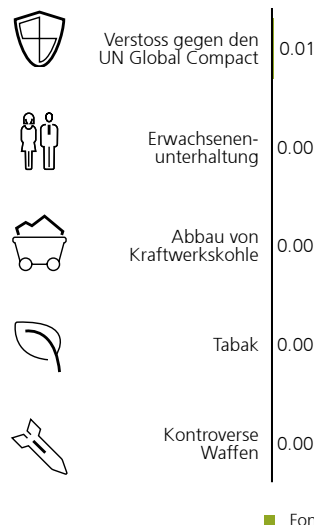 Verstoss gegen den
UN Global Compact
0.01
Erwachsenen-
unterhaltung
0.00
Abbau von
Kraftwerkskohle
0.00
Tabak
0.00
Kontroverse
Waffen
0.00